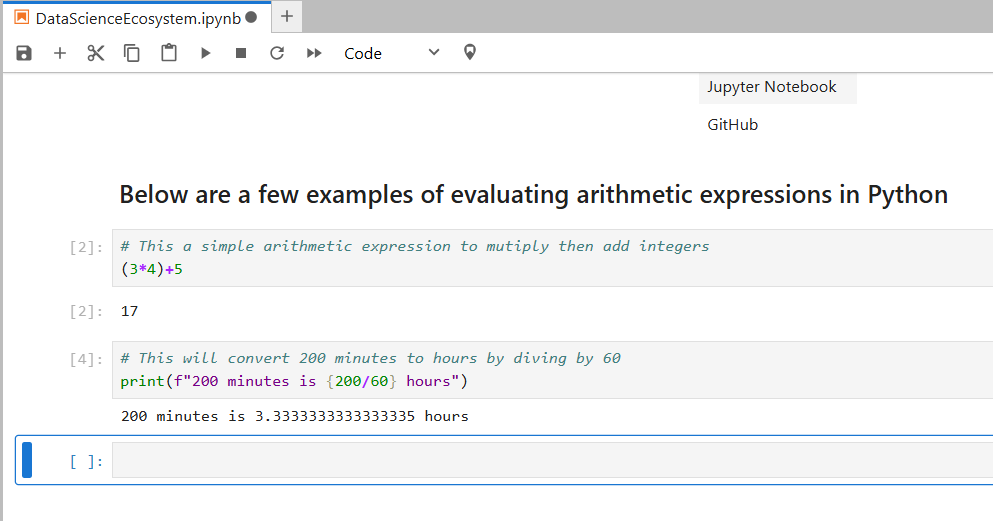 DataScienceEcosystem.ipynb
Code
Jupyter Notebook
GitHub
Below are a few examples of evaluating arithmetic expressions in Python
[2]: # This a simple arithmetic expression to mutiply then add integers
(3*4)+5
[2]: 17
[4]: # This will convert 200 minutes to hours by diving by 60
print(f"200 minutes is {200/60} hours")
200 minutes is 3.3333333333333335 hours
[ ]: